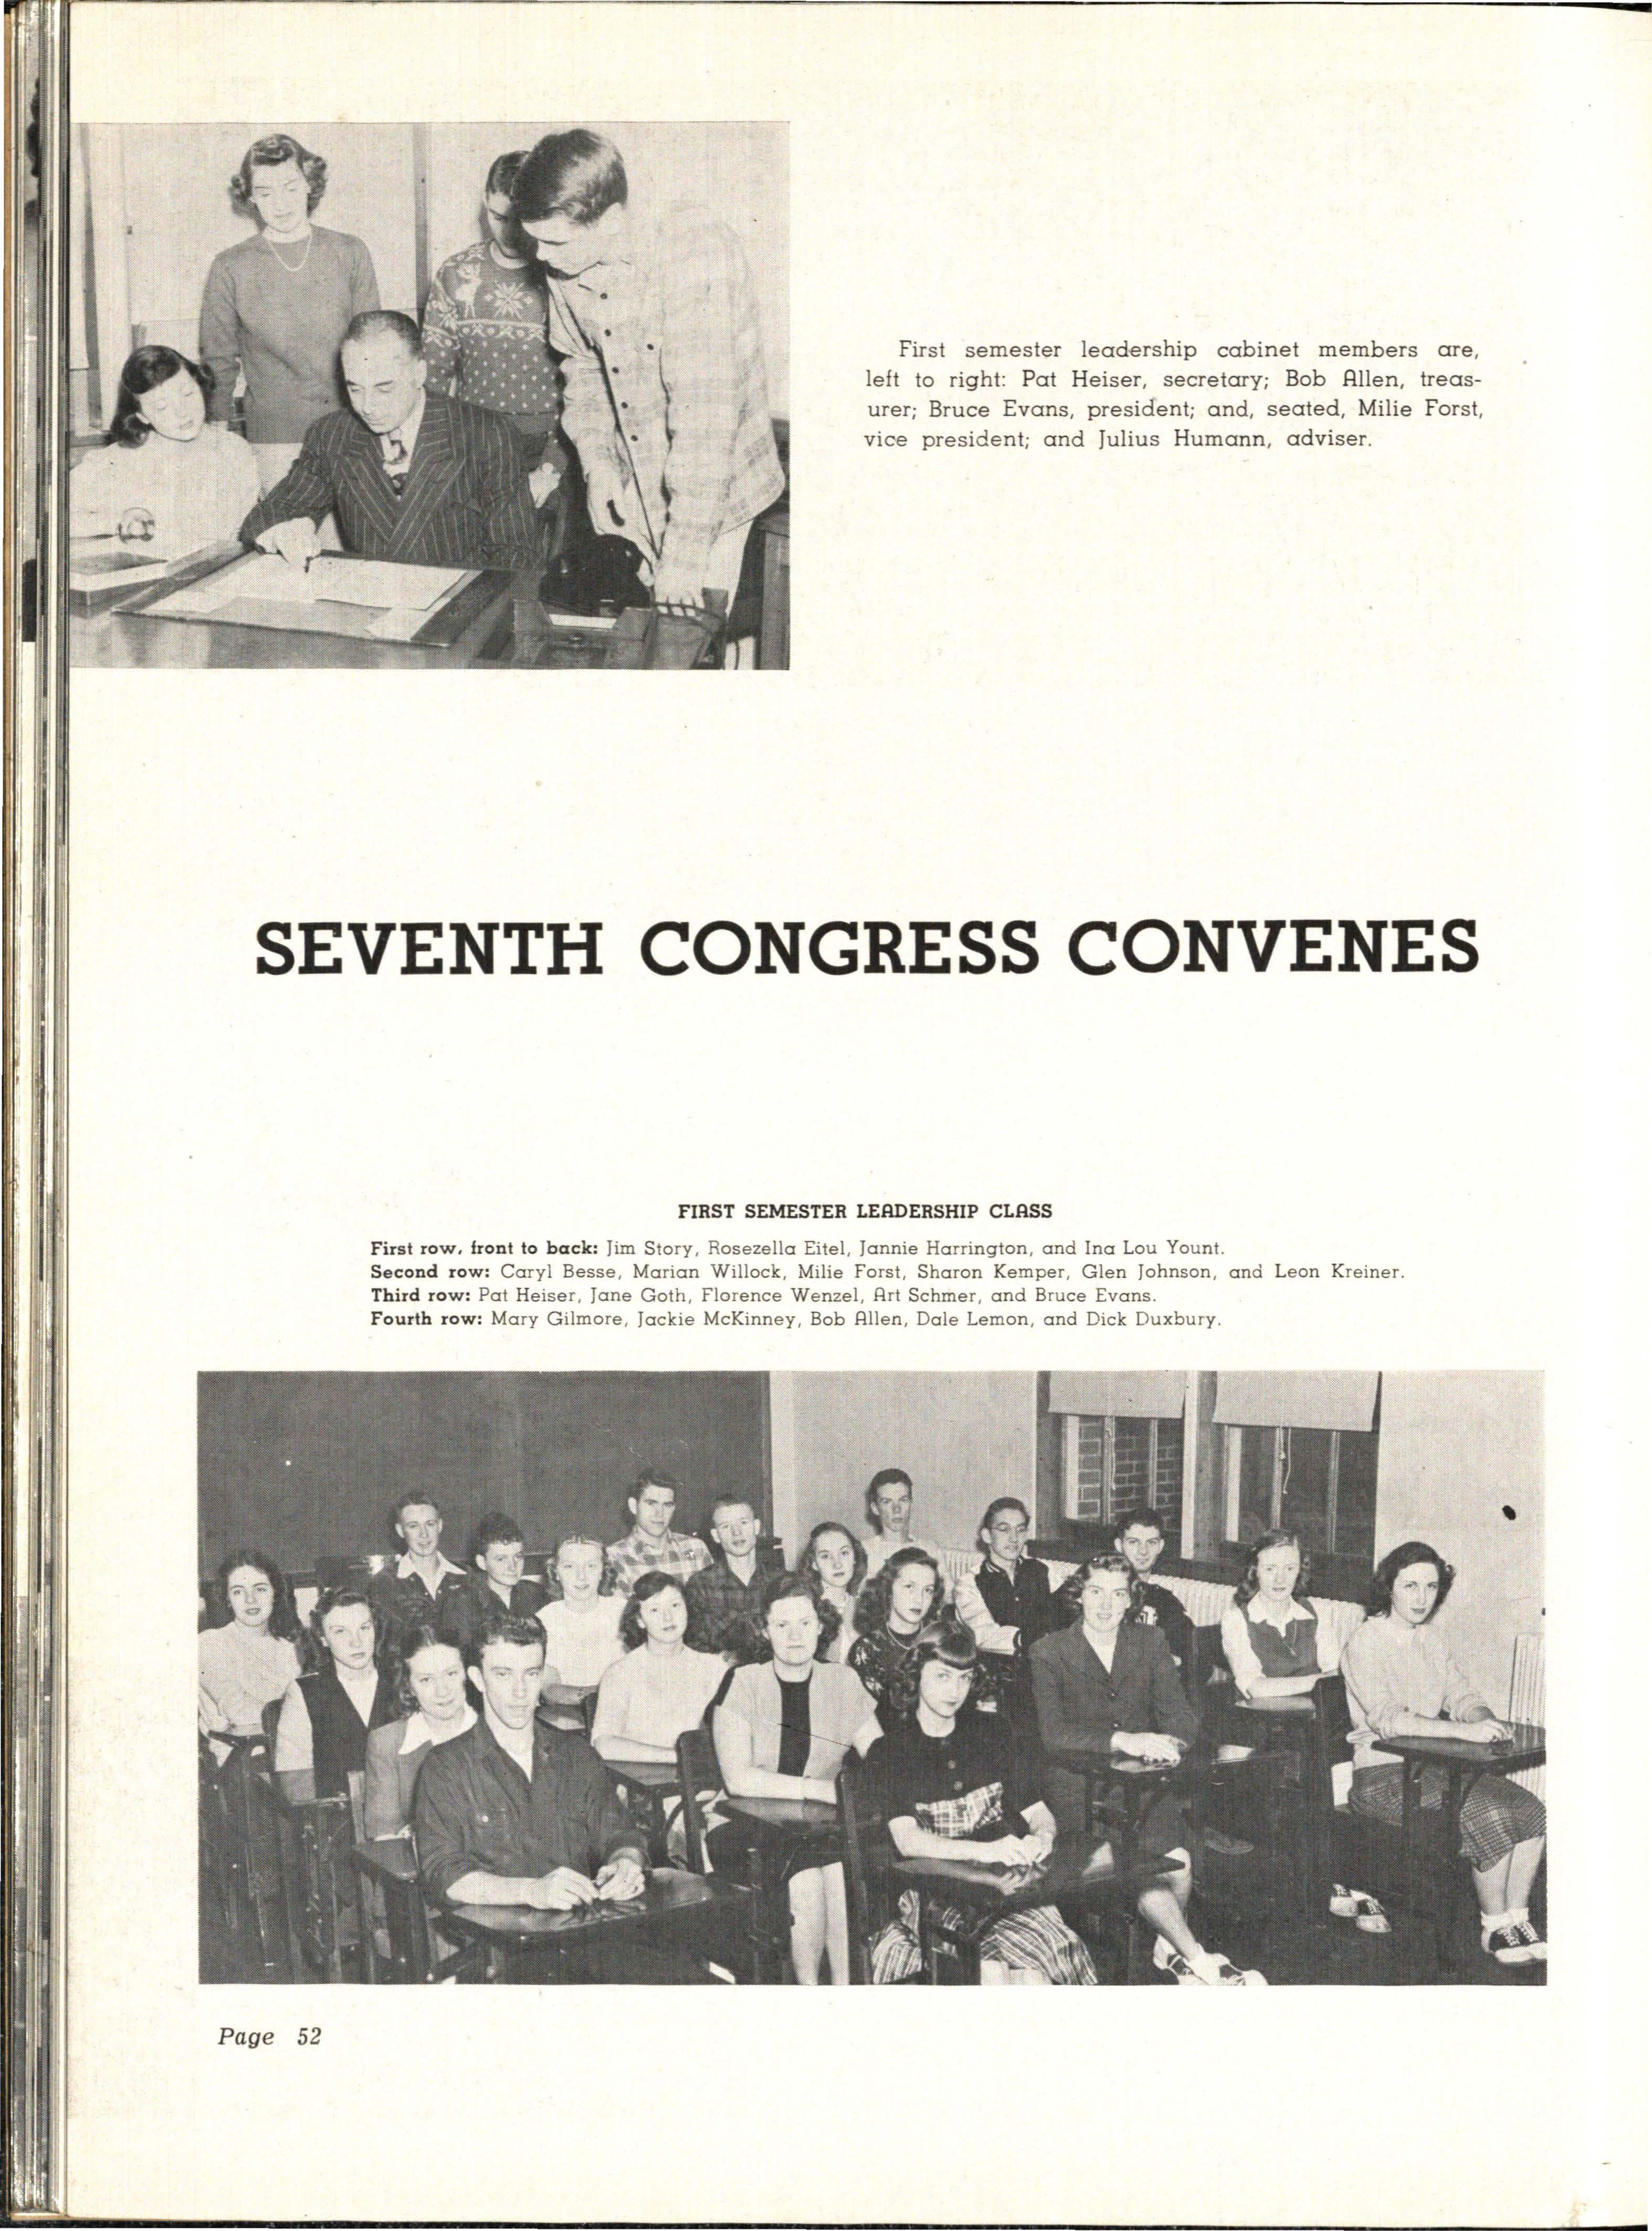 First semester leadership cabinet members are,
left to right: Pat Heiser, secretary; Bob Allen, treas-
urer; Bruce Evans, president; and, seated, Milie Forst,
vice president; and Julius Humann, adviser.
SEVENTH CONGRESS CONVENES
FIRST SEMESTER LEADERSHIP CLASS
First row, front to back: Jim Story, Rosezella Eitel, Jannie Harrington, and Ina Lou Yount.
Second row: Caryl Besse, Marian Willock, Milie Forst, Sharon Kemper, Glen Johnson, and Leon Kreiner.
Third row: Pat Heiser, Jane Goth, Florence Wenzel, Art Schmer, and Bruce Evans.
Fourth row: Mary Gilmore, Jackie McKinney, Bob Allen, Dale Lemon, and Dick Duxbury.
Page 52